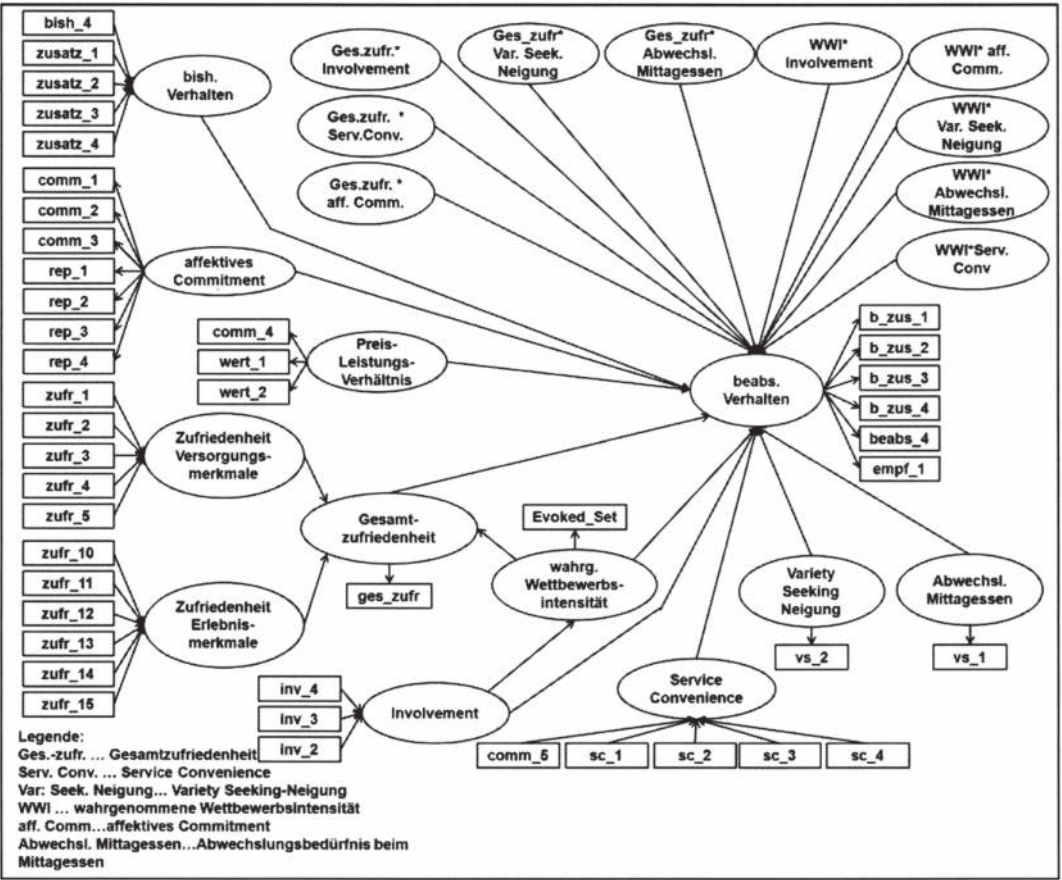 bish_4
zusatz_1
zusatz_2
zusatz_3
zusatz_4
bish.
Verhalten
Ges.zufr.*
Involvement
Ges_zufr*
Var. Seek.
Neigung
Ges_zufr*
Abwechsl.
Mittagessen
WWI*
Involvement
WWI* aff.
Comm.
Ges.zufr. *
Serv.Conv.
WWI*
Var. Seek.
Neigung
Ges.zufr. *
aff. Comm.
WWI*
Abwechsl.
Mittagessen
WWI*Serv.
Conv
comm_1
comm_2
comm_3
rep_1
rep_2
rep_3
rep_4
affektives
Commitment
comm_4
wert_1
wert_2
Preis-
Leistungs-
Verhältnis
beabs.
Verhalten
b_zus_1
b_zus_2
b_zus_3
b_zus_4
beabs_4
empf_1
zufr_1
zufr_2
zufr_3
zufr_4
zufr_5
Zufriedenheit
Versorgungs-
merkmale
Gesamt-
zufriedenheit
ges_zufr
Evoked_Set
wahrg.
Wettbewerbs-
intensität
Variety
Seeking
Neigung
vs_2
Abwechsl.
Mittagessen
vs_1
zufr_10
zufr_11
zufr_12
zufr_13
zufr_14
zufr_15
Zufriedenheit
Erlebnis-
merkmale
inv_4
inv_3
inv_2
Involvement
Service
Convenience
comm_5
sc_1
sc_2
sc_3
sc_4
Legende:
Ges.-zufr. ... Gesamtzufriedenheit
Serv. Conv. ... Service Convenience
Var: Seek. Neigung... Variety Seeking-Neigung
WWI ... wahrgenommene Wettbewerbsintensität
aff. Comm...affektives Commitment
Abwechsl. Mittagessen...Abwechslungsbedürfnis beim
Mittagessen